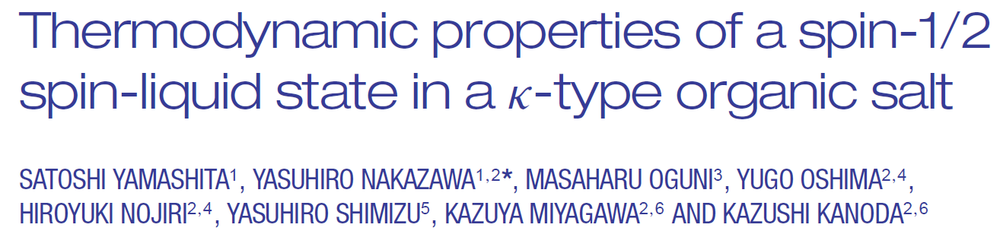 Thermodynamic properties of a spin-1/2
spin-liquid state in a κ-type organic salt
SATOSHI YAMASHITA1, YASUHIRO NAKAZAWA1,2*, MASAHARU OGUNI3, YUGO OSHIMA2,4,
HIROYUKI NOJIRI2,4, YASUHIRO SHIMIZU5, KAZUYA MIYAGAWA2,6 AND KAZUSHI KANODA2,6